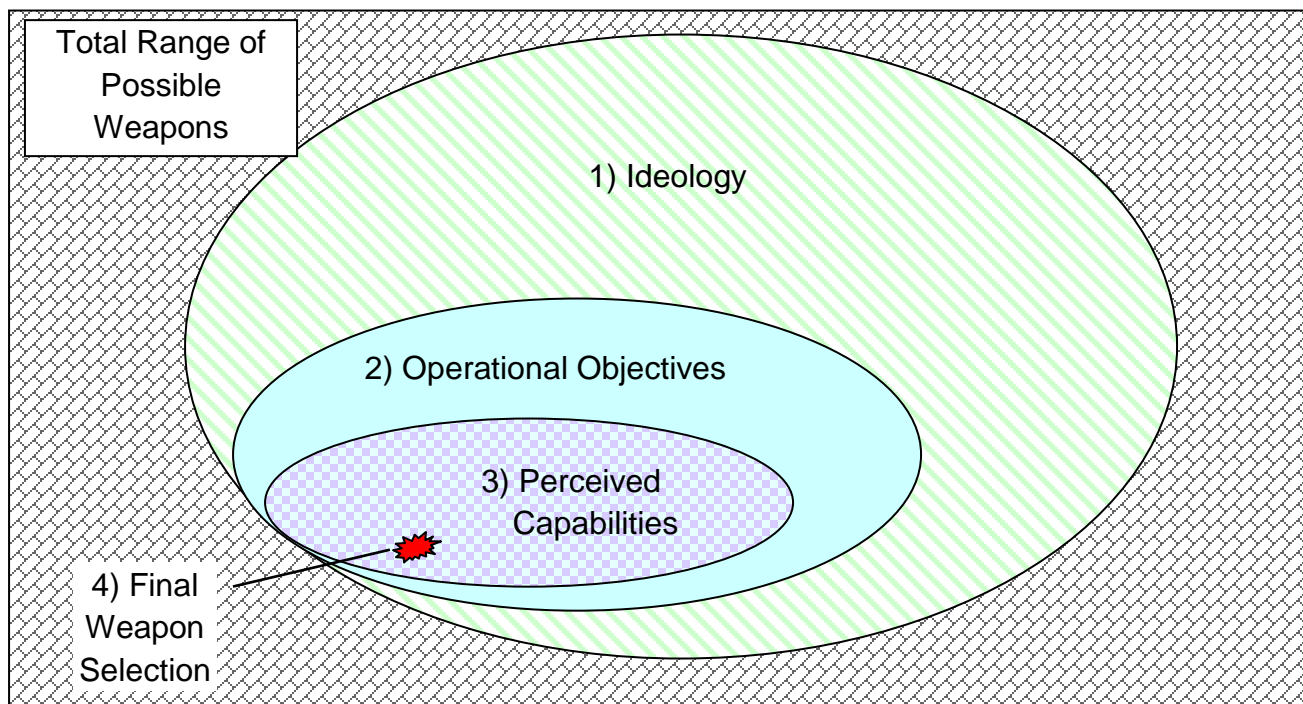 Total Range of
Possible
Weapons
1) Ideology
2) Operational Objectives
3) Perceived
Capabilities
4) Final
Weapon
Selection